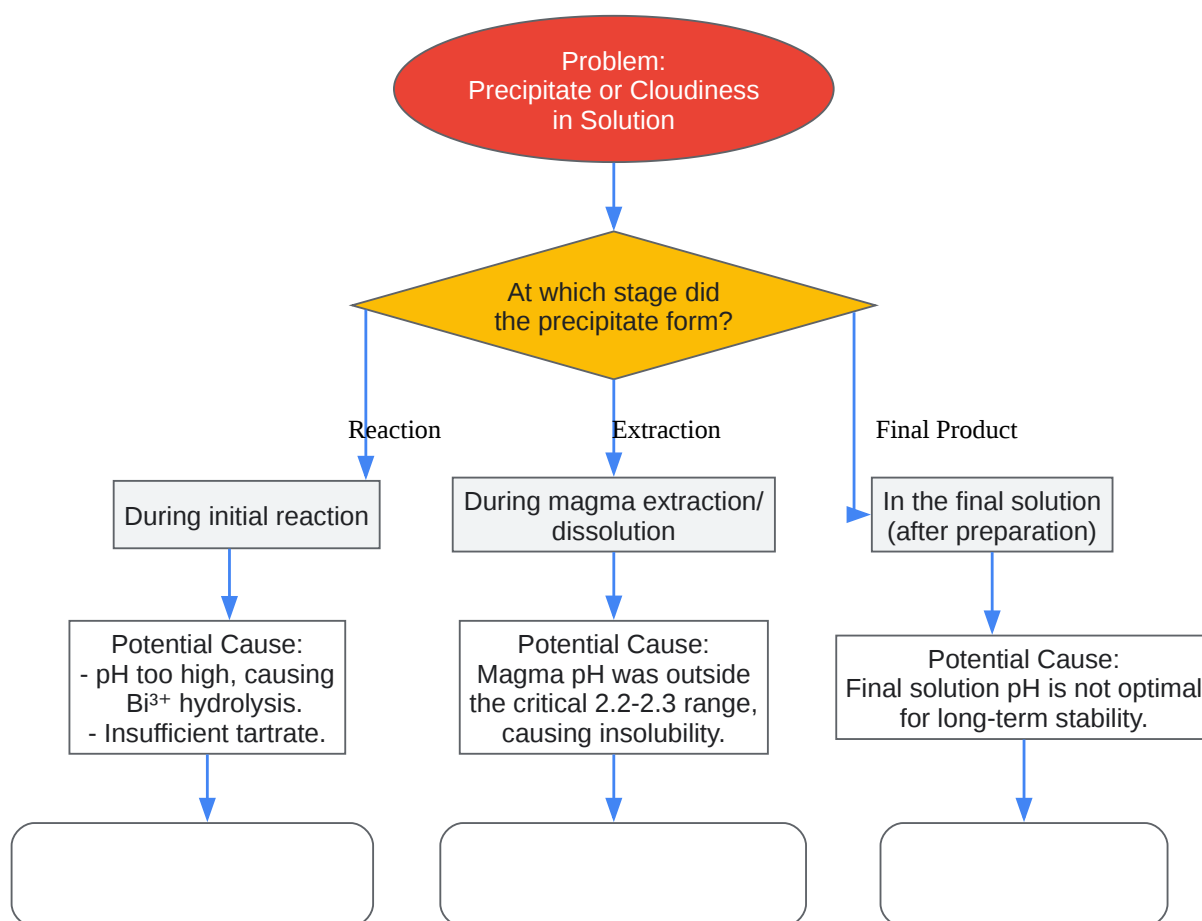 Problem:
Precipitate or Cloudiness
in Solution
At which stage did
the precipitate form?
Reaction
Extraction
Final Product
During initial reaction
During magma extraction/
dissolution
In the final solution
(after preparation)
Potential Cause:
- pH too high, causing
Bi³⁺ hydrolysis.
- Insufficient tartrate.
Potential Cause:
Magma pH was outside
the critical 2.2-2.3 range,
causing insolubility.
Potential Cause:
Final solution pH is not optimal
for long-term stability.